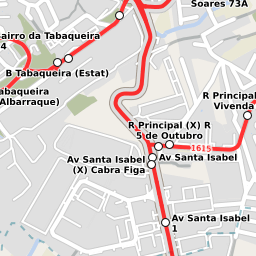 Soares 73A
airro da Tabaqueira
4
B Tabaqueira (Estat)
abaqueira
Albarraque)
R Principal
Vivenda
R Principal (X) R
5 de Outubro
1615
Av Santa Isabel
Av Santa Isabel
(X) Cabra Figa
Av Santa Isabel
1